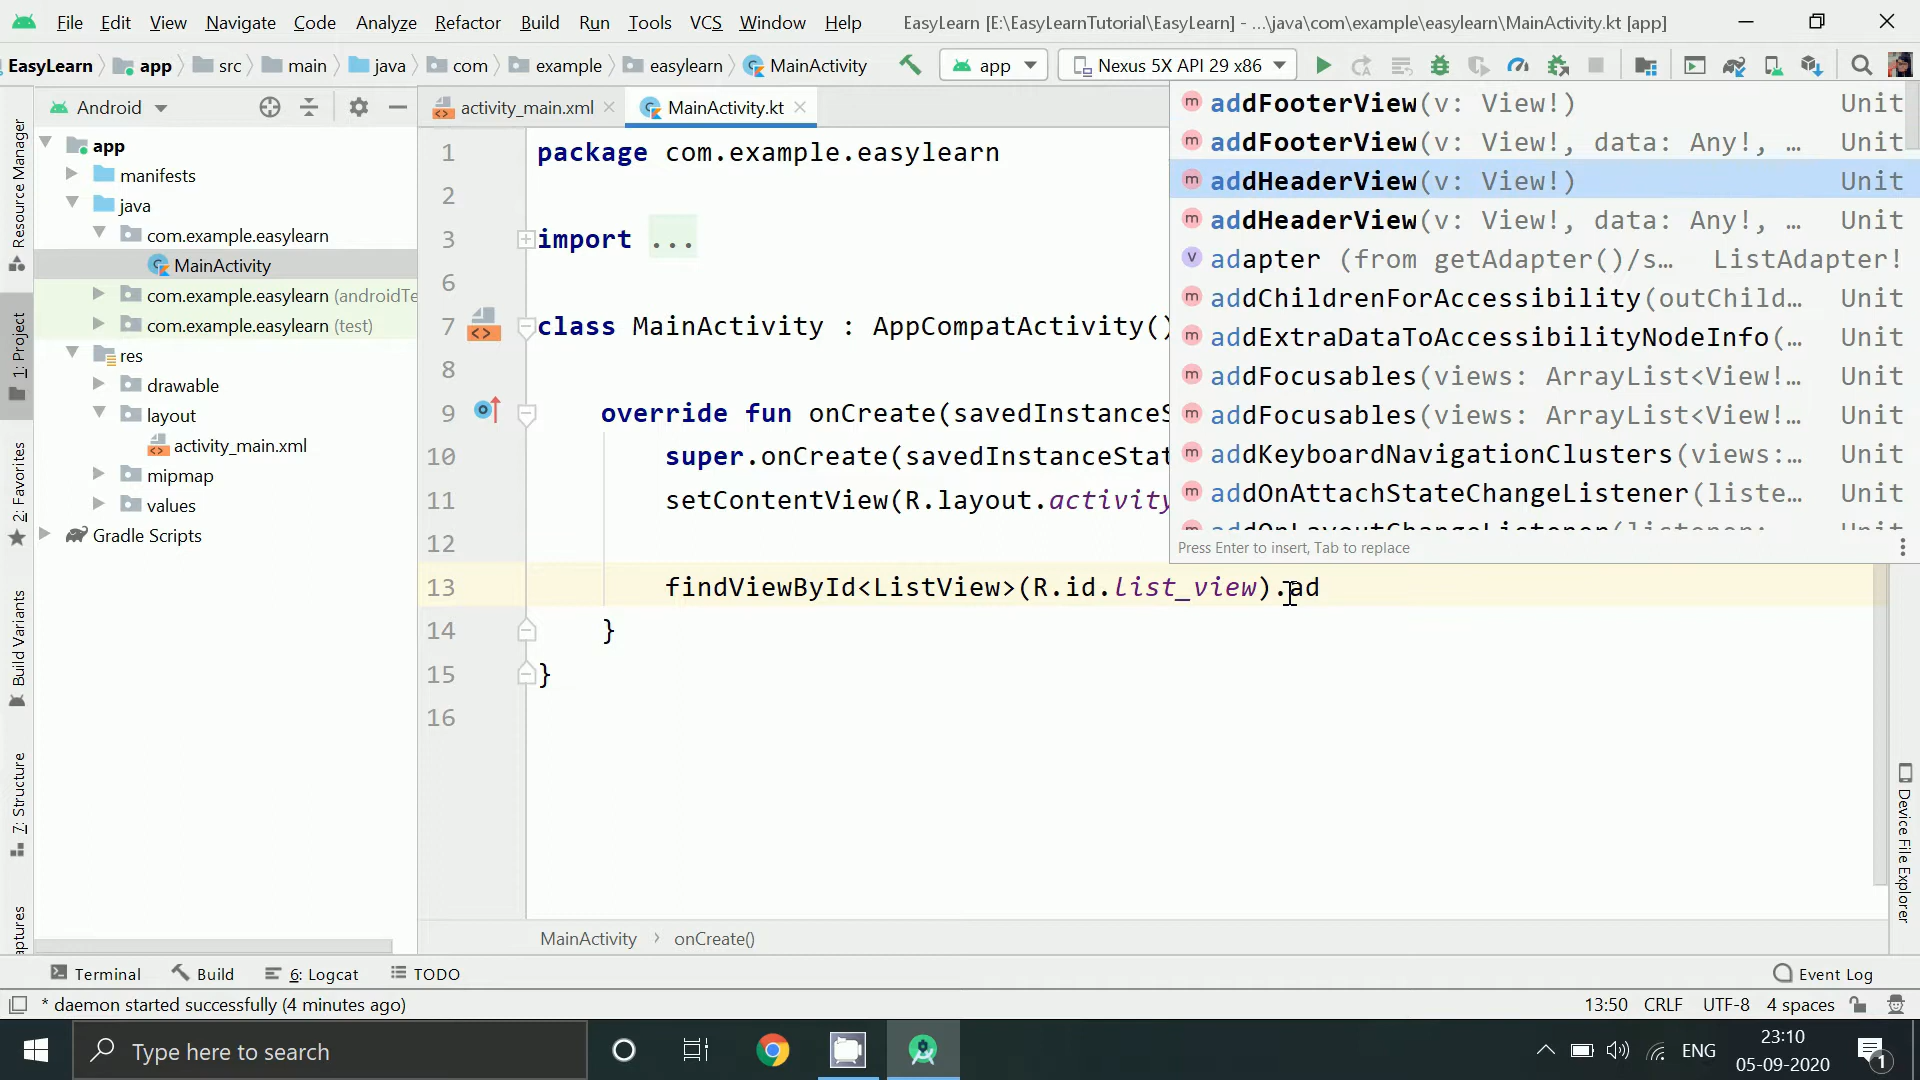 File Edit View Navigate Code Analyze Refactor Build Run Tools VCS Window Help EasyLearn [E:\EasyLearnTutorial\EasyLearn] - ...\java\com\example\easylearn\MainActivity.kt [app]
EasyLearn app src main java com example easylearn MainActivity app Nexus 5X API 29 x86
Android
activity_main.xml MainActivity.kt
Resource Manager
1: Project
2: Favorites
Build Variants
7: Structure
aptures
app
manifests
java
com.example.easylearn
MainActivity
com.example.easylearn (androidTe
com.example.easylearn (test)
res
drawable
layout
activity_main.xml
mipmap
values
Gradle Scripts
1 package com.example.easylearn
2
3 import ...
6
7 class MainActivity : AppCompatActivity()
8
9 override fun onCreate(savedInstanceS
10 super.onCreate(savedInstanceStat
11 setContentView(R.layout.activity
12
13 findViewById<ListView>(R.id.list_view).ad
14 }
15 }
16
addFooterView(v: View!) Unit
addFooterView(v: View!, data: Any!, … Unit
addHeaderView(v: View!) Unit
addHeaderView(v: View!, data: Any!, … Unit
adapter (from getAdapter()/s… ListAdapter!
addChildrenForAccessibility(outChild… Unit
addExtraDataToAccessibilityNodeInfo(… Unit
addFocusables(views: ArrayList<View!… Unit
addFocusables(views: ArrayList<View!… Unit
addKeyboardNavigationClusters(views:… Unit
addOnAttachStateChangeListener(liste… Unit
addOnLayoutChangeListener(listener: Unit
Press Enter to insert, Tab to replace
Device File Explorer
MainActivity › onCreate()
Terminal Build 6: Logcat TODO Event Log
* daemon started successfully (4 minutes ago) 13:50 CRLF UTF-8 4 spaces
Type here to search ENG 23:10
05-09-2020 1